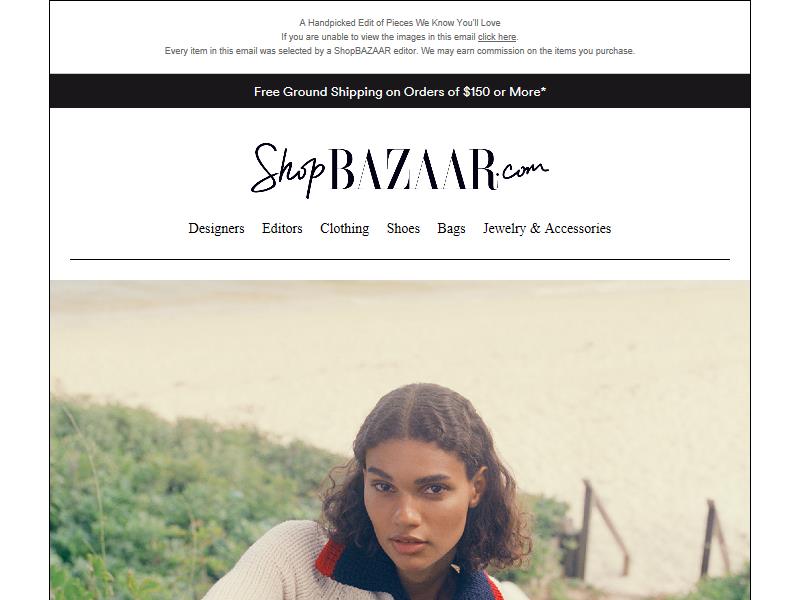 A Handpicked Edit of Pieces We Know You'll Love
If you are unable to view the images in this email click here.
Every item in this email was selected by a ShopBAZAAR editor. We may earn commission on the items you purchase.
Free Ground Shipping on Orders of $150 or More*
ShopBAZAAR.com
Designers Editors Clothing Shoes Bags Jewelry & Accessories